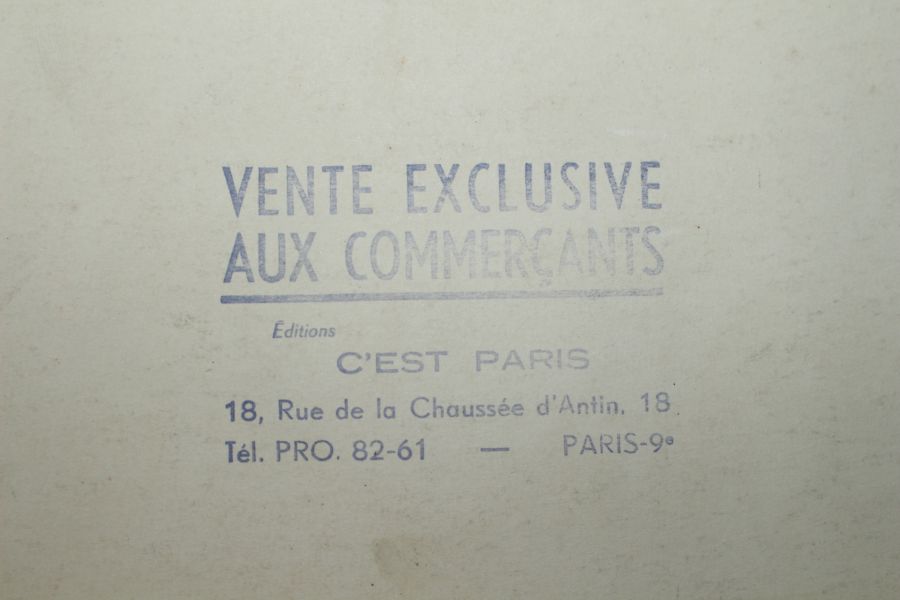 VENTE EXCLUSIVE
AUX COMMERÇANTS
Éditions
C'EST PARIS
18, Rue de la Chaussée d'Antin, 18
Tél. PRO. 82-61 — PARIS-9e